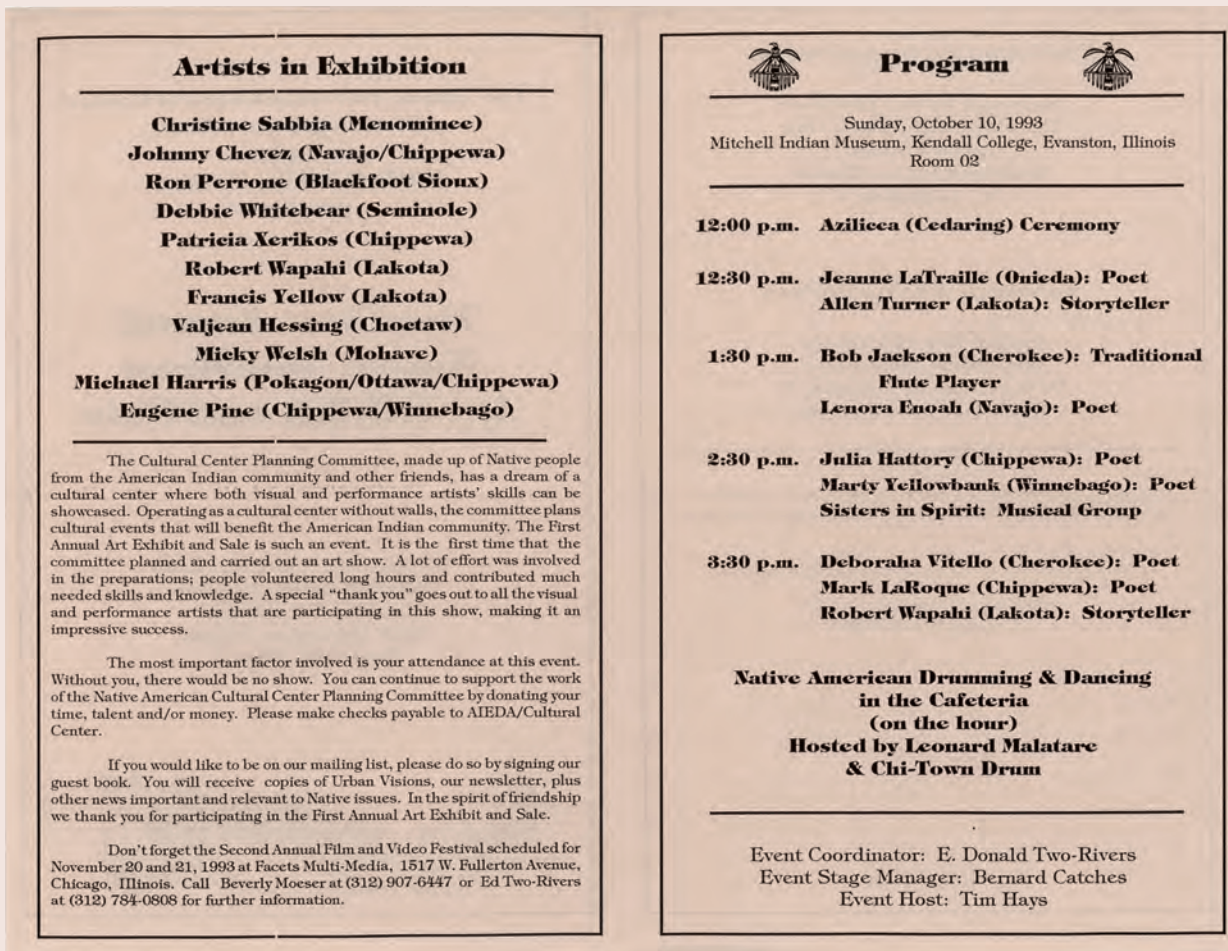 Artists in Exhibition
Christine Sabbia (Menominee)
Johnny Chevez (Navajo/Chippewa)
Ron Perrone (Blackfoot Sioux)
Debbie Whitebear (Seminole)
Patricia Xerikos (Chippewa)
Robert Wapahi (Lakota)
Francis Yellow (Lakota)
Valjean Hessing (Choctaw)
Micky Welsh (Mohave)
Michael Harris (Pokagon/Ottawa/Chippewa)
Eugene Pine (Chippewa/Winnebago)
The Cultural Center Planning Committee, made up of Native people
from the American Indian community and other friends, has a dream of a
cultural center where both visual and performance artists' skills can be
showcased. Operating as a cultural center without walls, the committee plans
cultural events that will benefit the American Indian community. The First
Annual Art Exhibit and Sale is such an event. It is the first time that the
committee planned and carried out an art show. A lot of effort was involved
in the preparations; people volunteered long hours and contributed much
needed skills and knowledge. A special "thank you" goes out to all the visual
and performance artists that are participating in this show, making it an
impressive success.
The most important factor involved is your attendance at this event.
Without you, there would be no show. You can continue to support the work
of the Native American Cultural Center Planning Committee by donating your
time, talent and/or money. Please make checks payable to AIEDA/Cultural
Center.
If you would like to be on our mailing list, please do so by signing our
guest book. You will receive copies of Urban Visions, our newsletter, plus
other news important and relevant to Native issues. In the spirit of friendship
we thank you for participating in the First Annual Art Exhibit and Sale.
Don't forget the Second Annual Film and Video Festival scheduled for
November 20 and 21, 1993 at Facets Multi-Media, 1517 W. Fullerton Avenue,
Chicago, Illinois. Call Beverly Moeser at (312) 907-6447 or Ed Two-Rivers
at (312) 784-0808 for further information.
Program
Sunday, October 10, 1993
Mitchell Indian Museum, Kendall College, Evanston, Illinois
Room 02
12:00 p.m. Azilicea (Cedaring) Ceremony
12:30 p.m. Jeanne LaTraille (Onieda): Poet
Allen Turner (Lakota): Storyteller
1:30 p.m. Bob Jackson (Cherokee): Traditional
Flute Player
Lenora Enoah (Navajo): Poet
2:30 p.m. Julia Hattory (Chippewa): Poet
Marty Yellowbank (Winnebago): Poet
Sisters in Spirit: Musical Group
3:30 p.m. Deboraha Vitello (Cherokee): Poet
Mark LaRoque (Chippewa): Poet
Robert Wapahi (Lakota): Storyteller
Native American Drumming & Dancing
in the Cafeteria
(on the hour)
Hosted by Leonard Malatare
& Chi-Town Drum
Event Coordinator: E. Donald Two-Rivers
Event Stage Manager: Bernard Catches
Event Host: Tim Hays